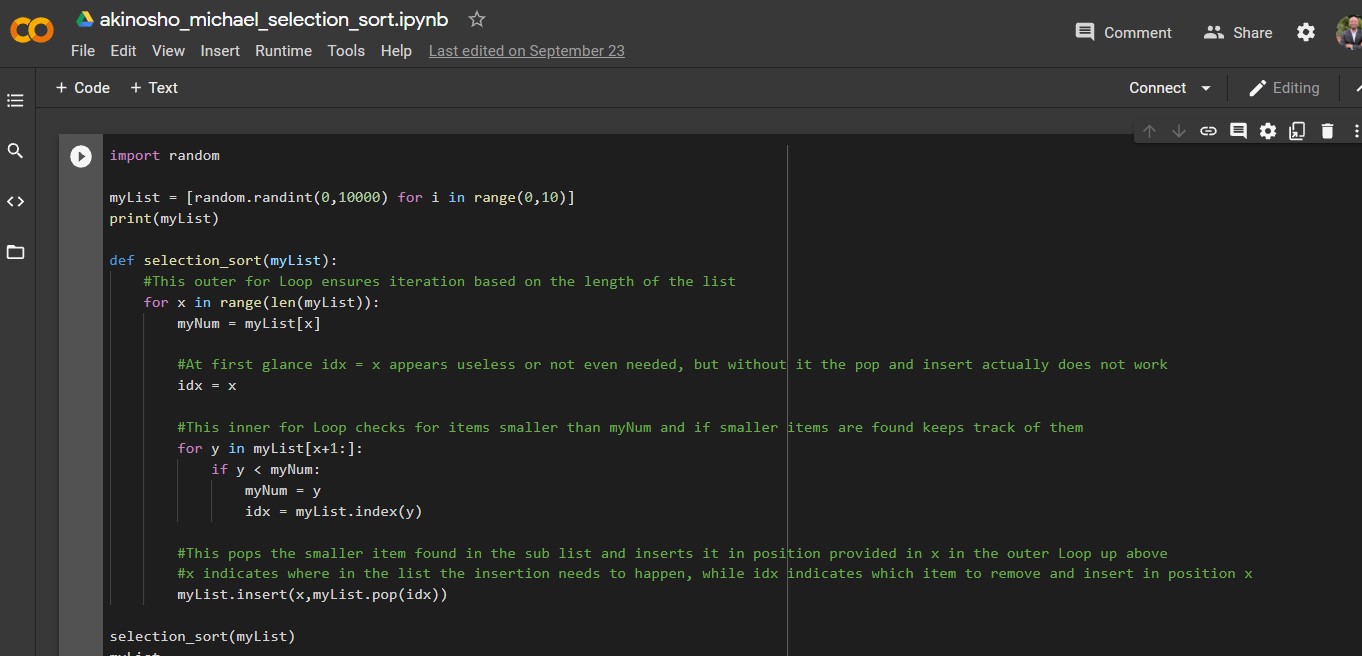 akinosho_michael_selection_sort.ipynb
File Edit View Insert Runtime Tools Help Last edited on September 23
Comment Share
+ Code + Text
Connect Editing
import random
myList = [random.randint(0,10000) for i in range(0,10)]
print(myList)
def selection_sort(myList):
#This outer for Loop ensures iteration based on the length of the list
for x in range(len(myList)):
myNum = myList[x]
#At first glance idx = x appears useless or not even needed, but without it the pop and insert actually does not work
idx = x
#This inner for Loop checks for items smaller than myNum and if smaller items are found keeps track of them
for y in myList[x+1:]:
if y < myNum:
myNum = y
idx = myList.index(y)
#This pops the smaller item found in the sub list and inserts it in position provided in x in the outer Loop up above
#x indicates where in the list the insertion needs to happen, while idx indicates which item to remove and insert in position x
myList.insert(x,myList.pop(idx))
selection_sort(myList)